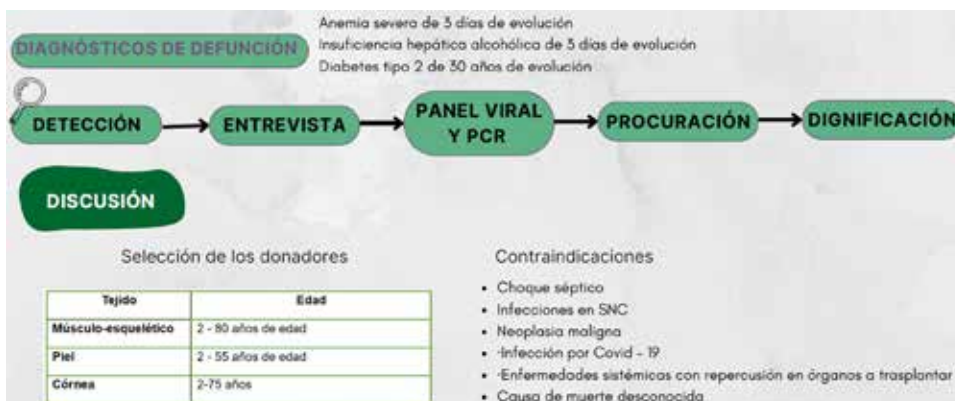 Anemia severa de 3 días de evolución
DIAGNÓSTICOS DE DEFUNCIÓN
Insuficiencia hepática alcohólica de 3 días de evolución
Diabetes tipo 2 de 30 años de evolución
DETECCIÓN
ENTREVISTA
PANEL VIRAL
Y PCR
PROCURACIÓN
DIGNIFICACIÓN
DISCUSIÓN
Selección de los donadores
Tejido Edad
Músculo-esquelético 2 - 80 años de edad
Piel 2 - 55 años de edad
Córnea 2-75 años
Contraindicaciones
• Choque séptico
• Infecciones en SNC
• Neoplasia maligna
• ·Infección por Covid - 19
• ·Enfermedades sistémicas con repercusión en órganos a trasplantar
• Causa de muerte desconocida